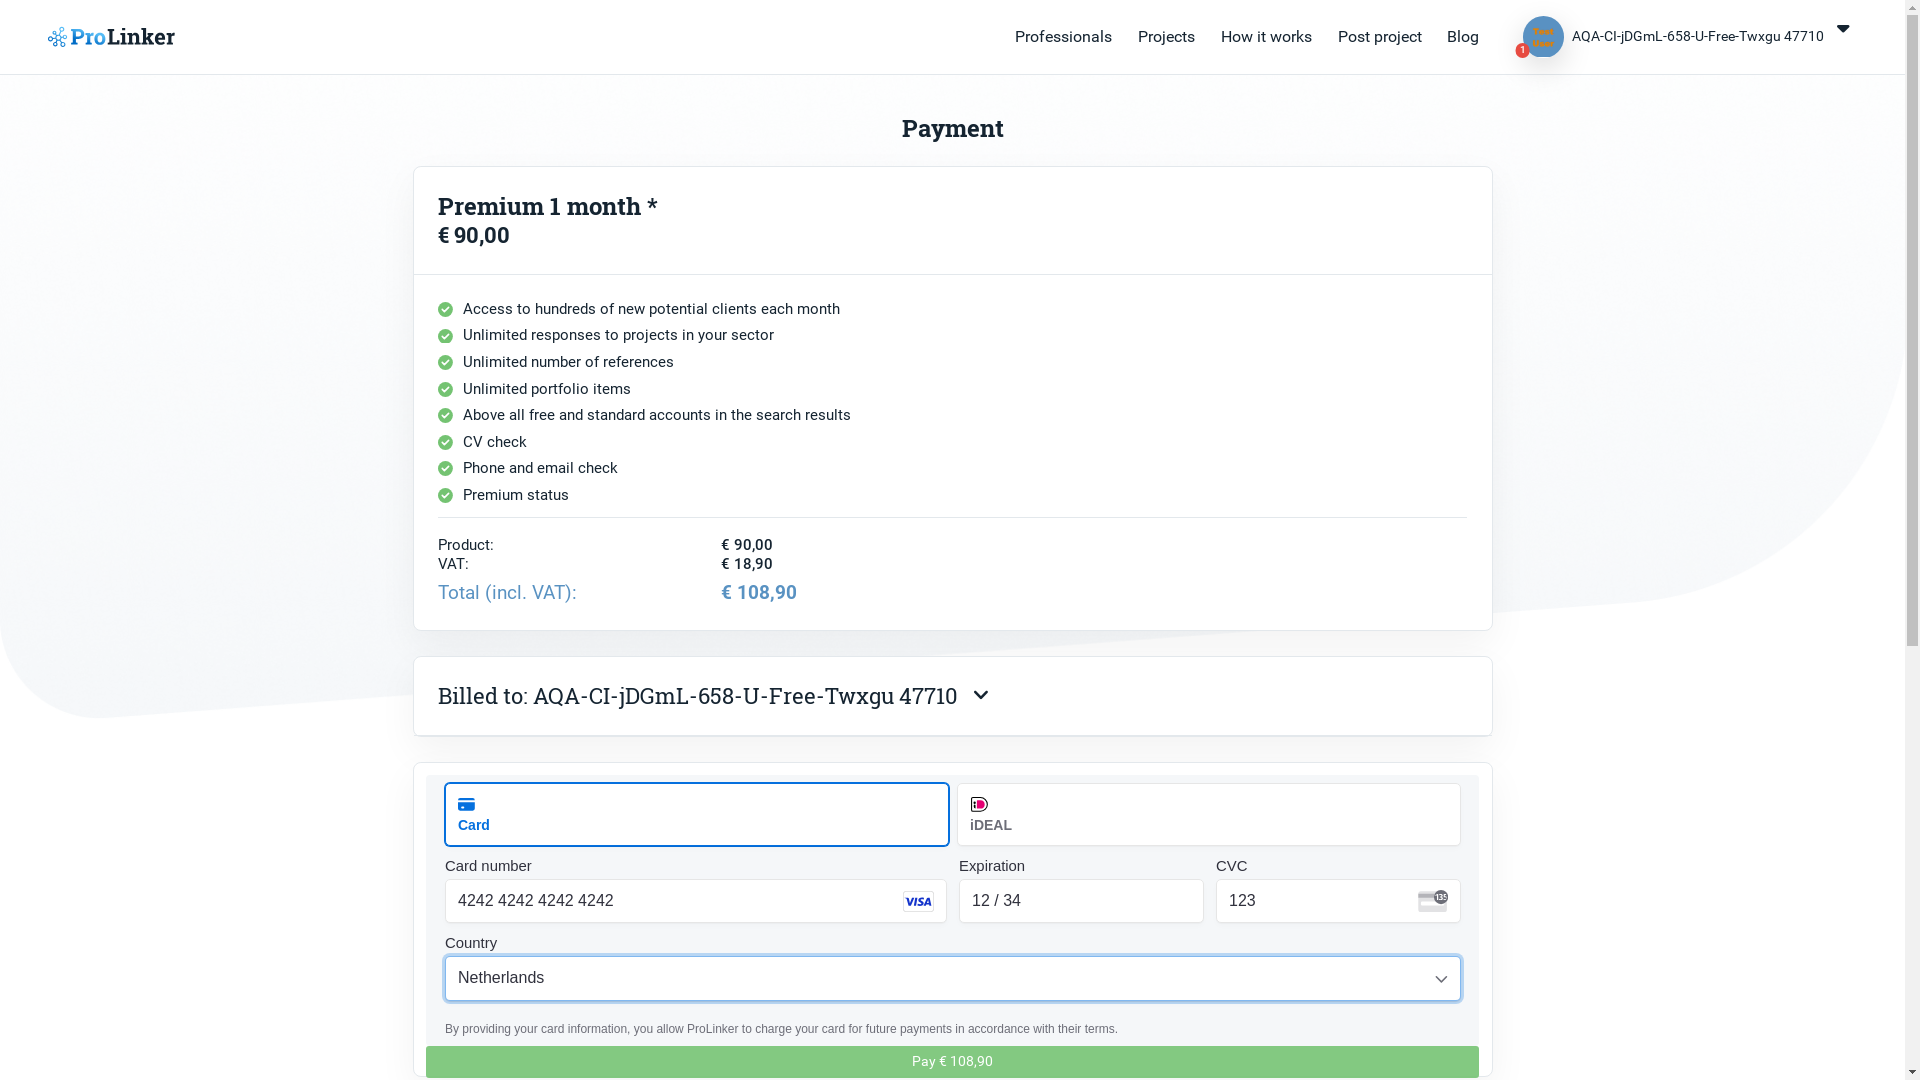 ProLinker
Professionals
Projects
How it works
Post project
Blog
Test
User
1
AQA-CI-jDGmL-658-U-Free-Twxgu 47710
Payment
Premium 1 month *
€ 90,00
Access to hundreds of new potential clients each month
Unlimited responses to projects in your sector
Unlimited number of references
Unlimited portfolio items
Above all free and standard accounts in the search results
CV check
Phone and email check
Premium status
Product: € 90,00
VAT: € 18,90
Total (incl. VAT): € 108,90
Billed to: AQA-CI-jDGmL-658-U-Free-Twxgu 47710
Card
iDEAL
Card number
Expiration
CVC
4242 4242 4242 4242
VISA
12 / 34
123
135
Country
Netherlands
By providing your card information, you allow ProLinker to charge your card for future payments in accordance with their terms.
Pay € 108,90